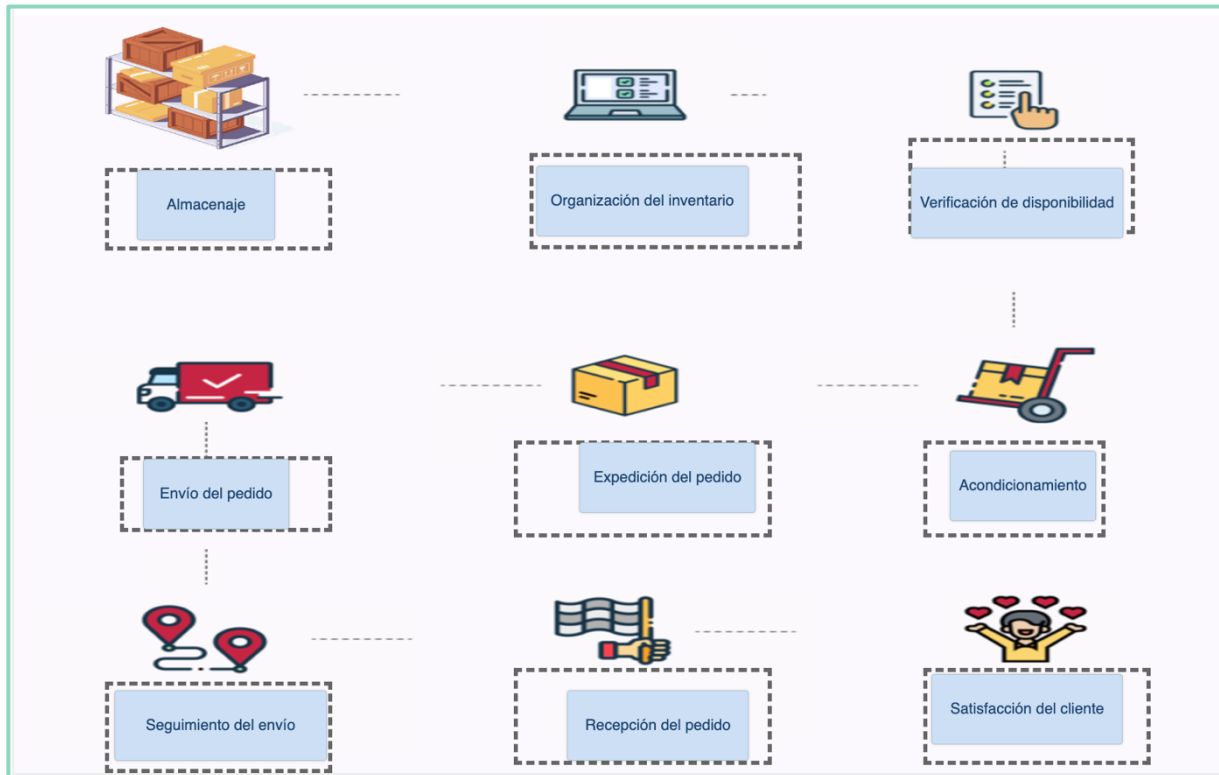 Almacenaje
Organización del inventario
Verificación de disponibilidad
Envío del pedido
Expedición del pedido
Acondicionamiento
Seguimiento del envío
Recepción del pedido
Satisfacción del cliente